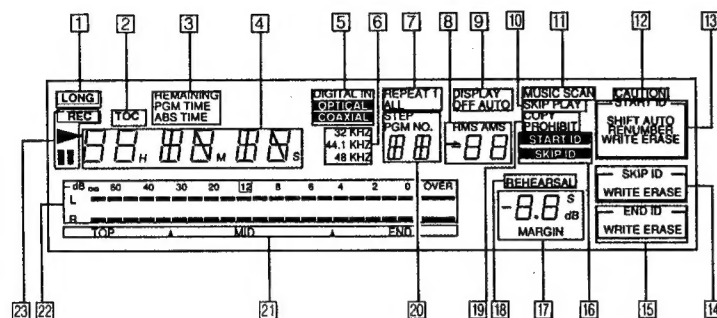 1 2 3 4 5 6 7 8 9 10 11 12 13
LONG
REC
TOC
REMAINING
PGM TIME
ABS TIME
H M S
DIGITAL IN
OPTICAL
COAXIAL
32 KHZ
44.1 KHZ
48 KHZ
REPEAT 1
ALL
STEP
PGM NO.
DISPLAY
OFF AUTO
HMS AMS
MUSIC SCAN
SKIP PLAY
COPY
PROHIBIT
START ID
SKIP ID
CAUTION
START ID
SHIFT AUTO
RENUMBER
WRITE ERASE
SKIP ID
WRITE ERASE
END ID
WRITE ERASE
dB ∞ 60 40 30 20 12 8 6 4 2 0 OVER
L
R
TOP MID END
REHEARSAL
-8.8 S
dB
MARGIN
23 22 21 20 19 18 17 16 15 14